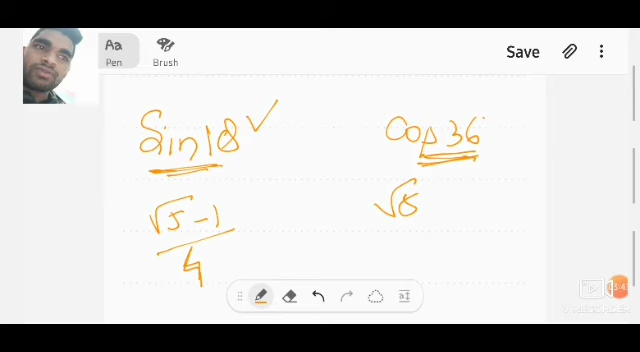 Aa
Pen
Brush
Save
Sin18 ✓
Cos36
√5-1
4
√5